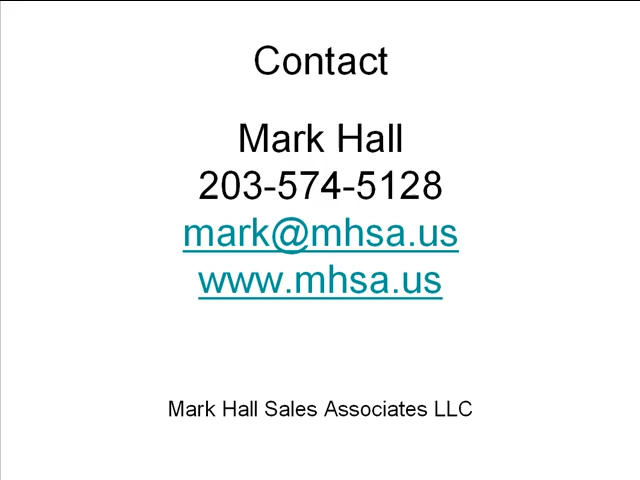 Contact
Mark Hall
203-574-5128
mark@mhsa.us
www.mhsa.us
Mark Hall Sales Associates LLC